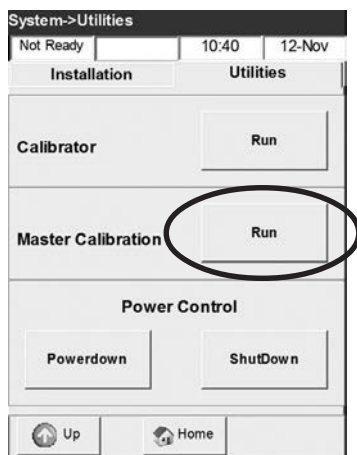 System->Utilities
Not Ready 10:40 12-Nov
Installation Utilities
Calibrator Run
Master Calibration Run
Power Control
Powerdown ShutDown
Up Home